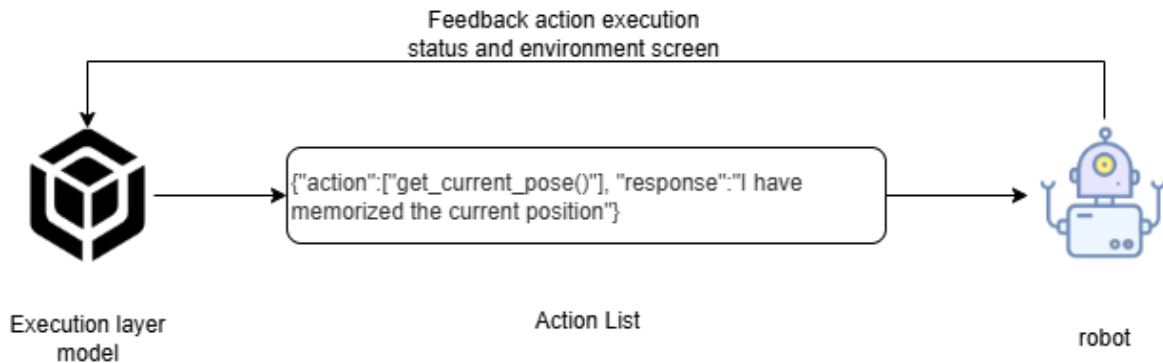 Feedback action execution
status and environment screen
{"action":["get_current_pose()"], "response":"I have
memorized the current position"}
Execution layer
model
Action List
robot